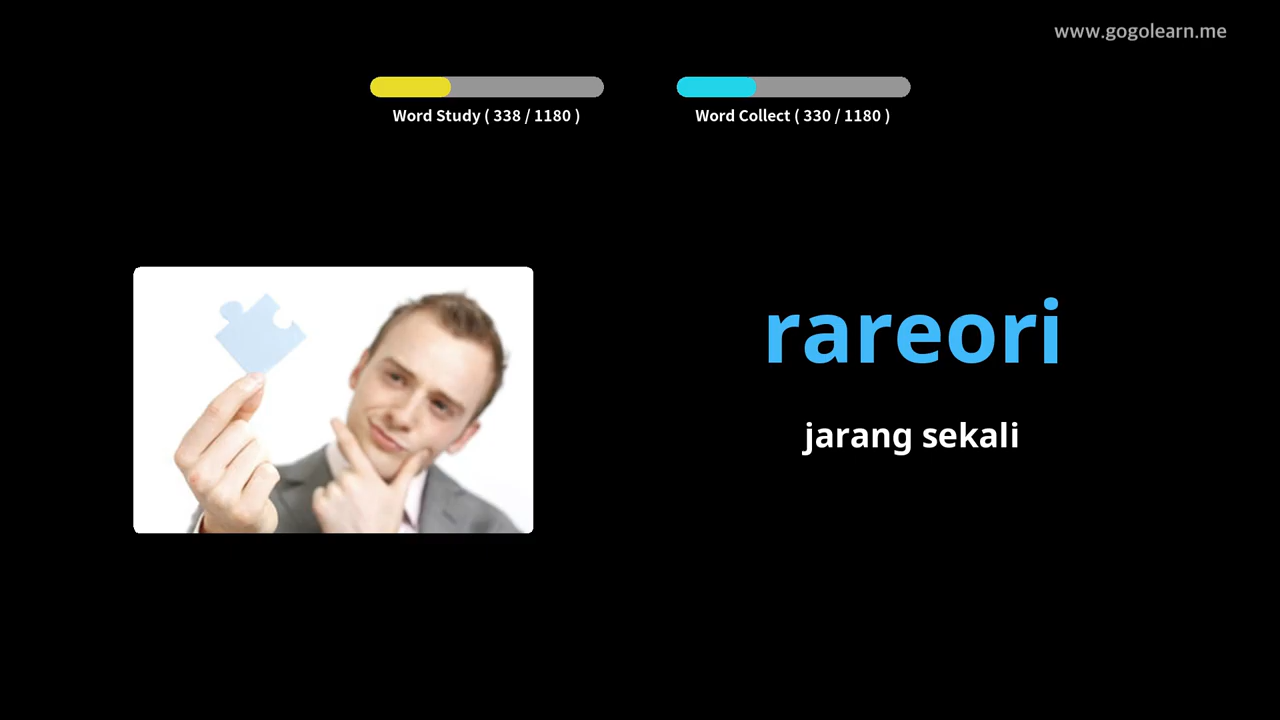 www.gogolearn.me
Word Study ( 338 / 1180 )
Word Collect ( 330 / 1180 )
rareori
jarang sekali